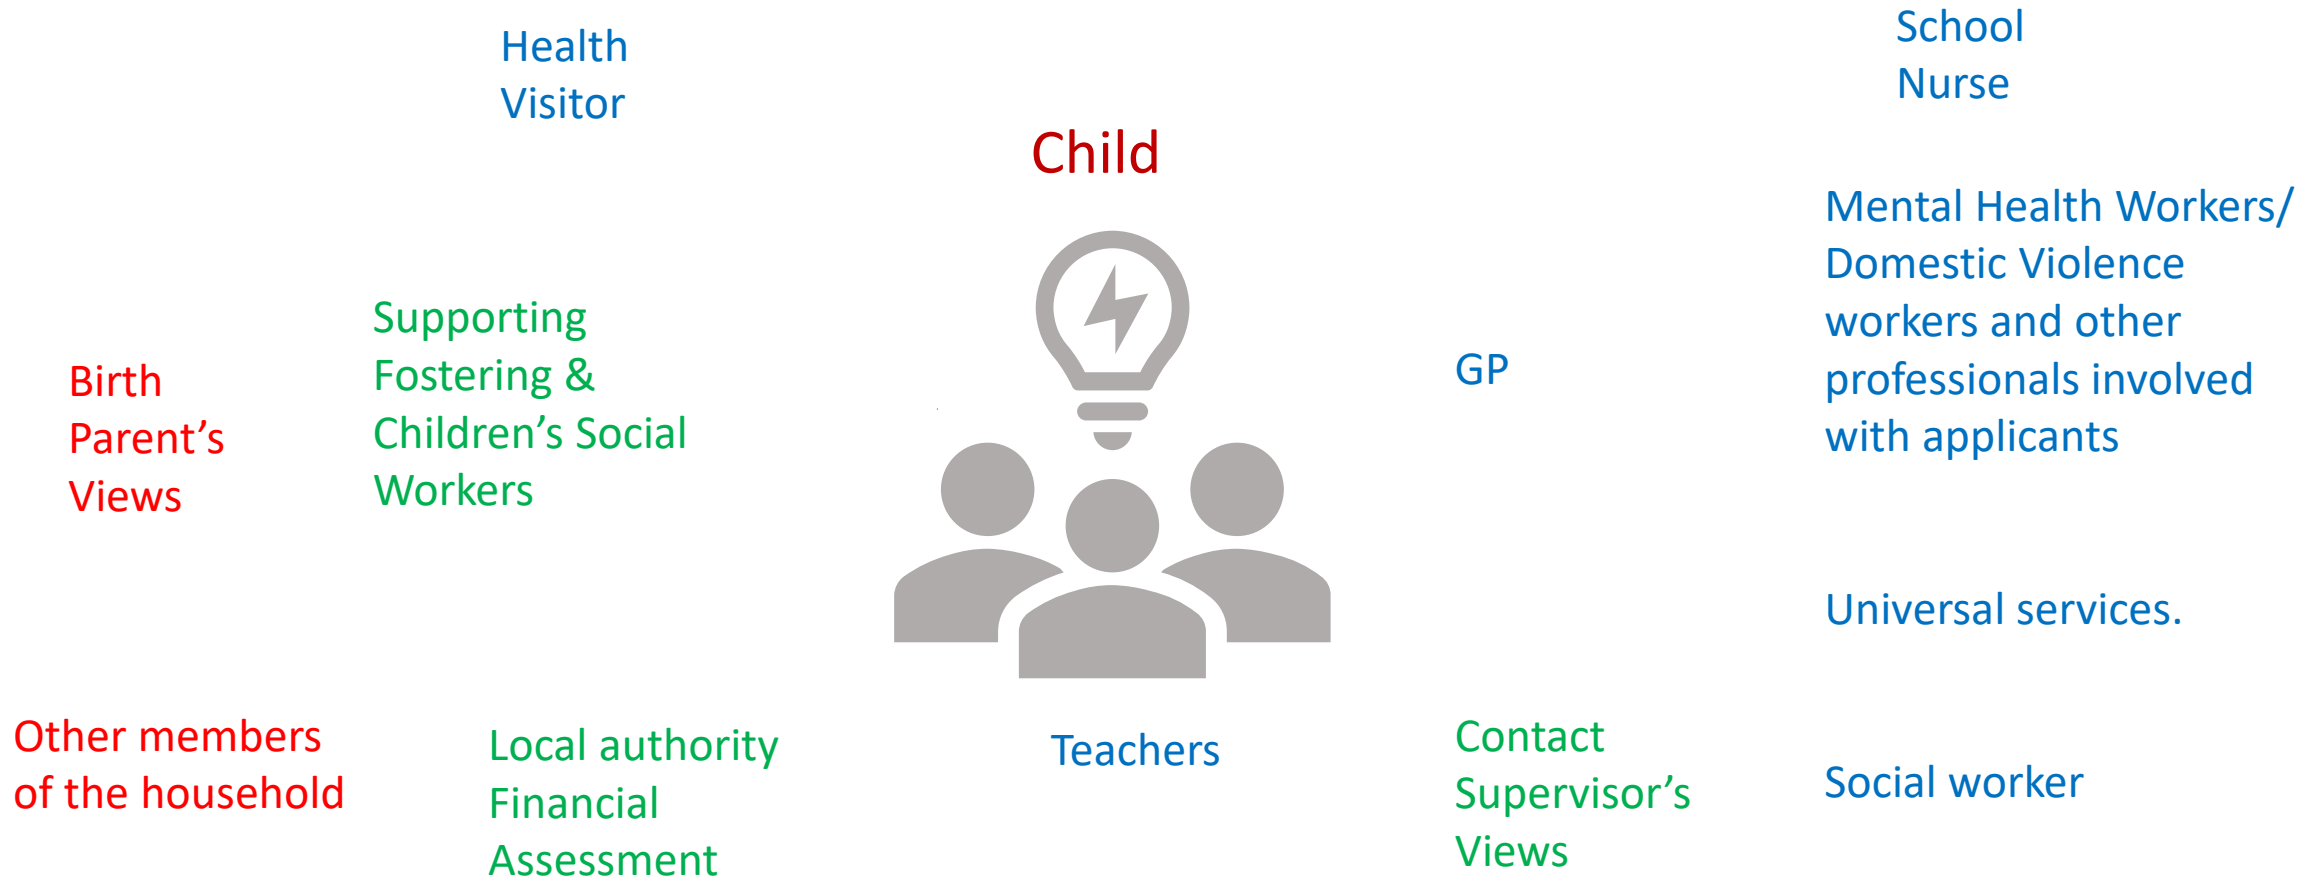 Health
Visitor
School
Nurse
Child
Mental Health Workers/
Domestic Violence
workers and other
professionals involved
with applicants
Supporting
Fostering &
Children’s Social
Workers
Birth
Parent’s
Views
GP
Universal services.
Other members
of the household
Local authority
Financial
Assessment
Teachers
Contact
Supervisor’s
Views
Social worker